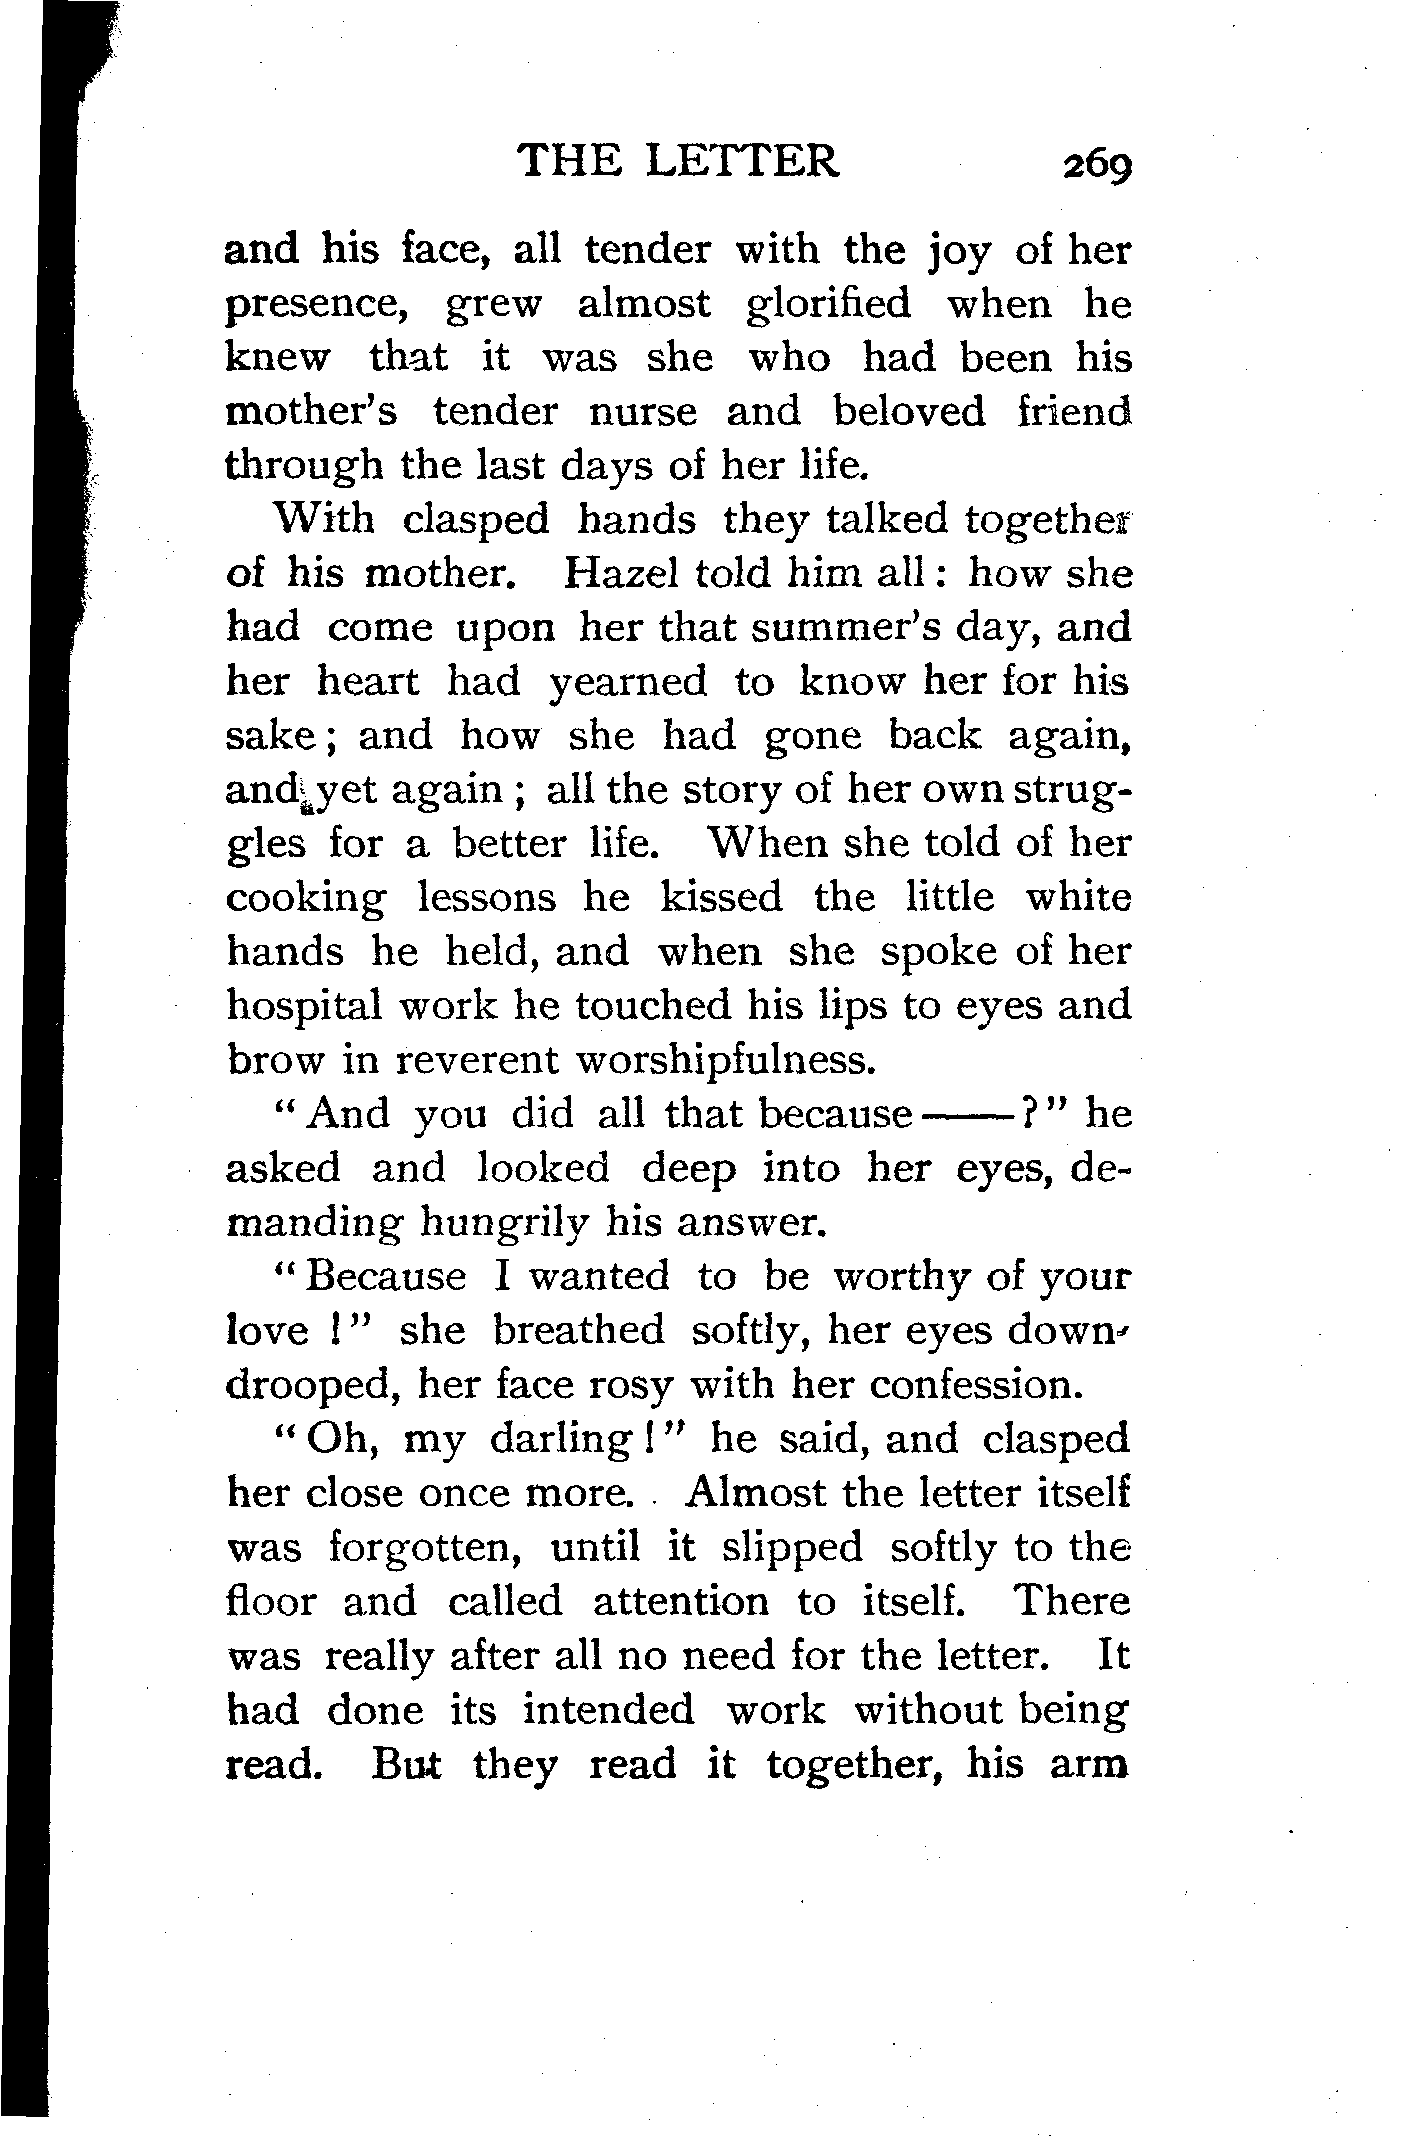 THE LETTER 269
and his face, all tender with the joy of her
presence, grew almost glorified when he
knew that it was she who had been his
mother's tender nurse and beloved friend
through the last days of her life.
With clasped hands they talked together
of his mother. Hazel told him all : how she
had come upon her that summer's day, and
her heart had yearned to know her for his
sake ; and how she had gone back again,
and yet again ; all the story of her own strug-
gles for a better life. When she told of her
cooking lessons he kissed the little white
hands he held, and when she spoke of her
hospital work he touched his lips to eyes and
brow in reverent worshipfulness.
“ And you did all that because——?” he
asked and looked deep into her eyes, de-
manding hungrily his answer.
“ Because I wanted to be worthy of your
love !” she breathed softly, her eyes down-
drooped, her face rosy with her confession.
“ Oh, my darling !” he said, and clasped
her close once more. Almost the letter itself
was forgotten, until it slipped softly to the
floor and called attention to itself. There
was really after all no need for the letter. It
had done its intended work without being
read. But they read it together, his arm